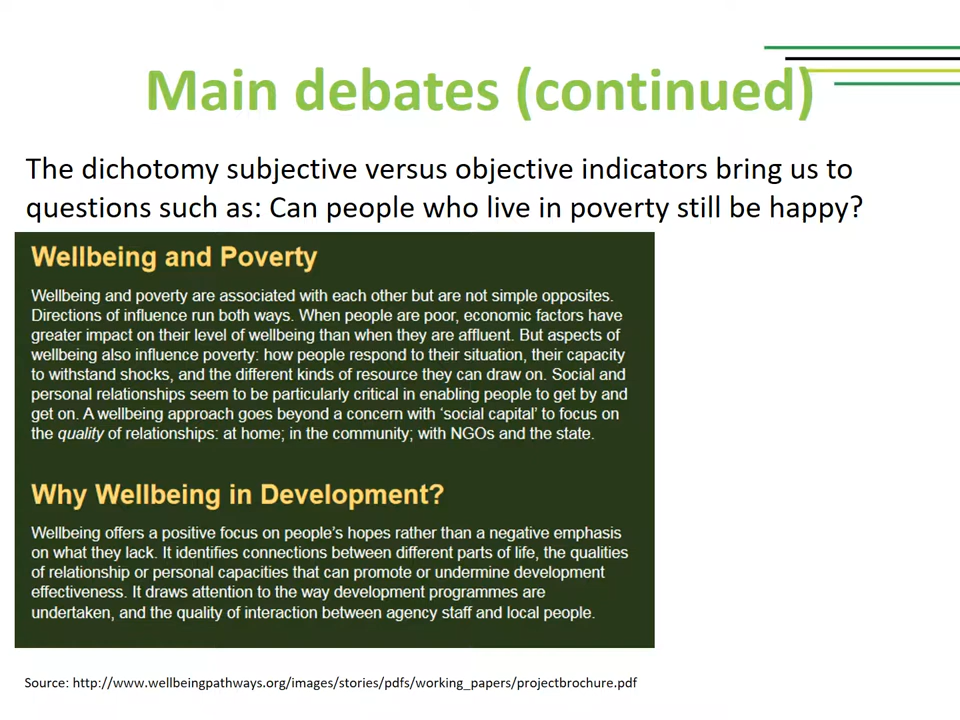 Main debates (continued)
The dichotomy subjective versus objective indicators bring us to
questions such as: Can people who live in poverty still be happy?
Wellbeing and Poverty
Wellbeing and poverty are associated with each other but are not simple opposites.
Directions of influence run both ways. When people are poor, economic factors have
greater impact on their level of wellbeing than when they are affluent. But aspects of
wellbeing also influence poverty: how people respond to their situation, their capacity
to withstand shocks, and the different kinds of resource they can draw on. Social and
personal relationships seem to be particularly critical in enabling people to get by and
get on. A wellbeing approach goes beyond a concern with ‘social capital’ to focus on
the quality of relationships: at home; in the community; with NGOs and the state.
Why Wellbeing in Development?
Wellbeing offers a positive focus on people’s hopes rather than a negative emphasis
on what they lack. It identifies connections between different parts of life, the qualities
of relationship or personal capacities that can promote or undermine development
effectiveness. It draws attention to the way development programmes are
undertaken, and the quality of interaction between agency staff and local people.
Source: http://www.wellbeingpathways.org/images/stories/pdfs/working_papers/projectbrochure.pdf